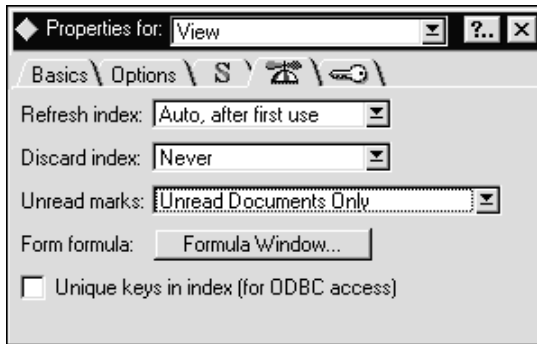 Properties for: View ?..
Basics Options S
Refresh index: Auto, after first use
Discard index: Never
Unread marks: Unread Documents Only
Form formula: Formula Window...
Unique keys in index (for ODBC access)